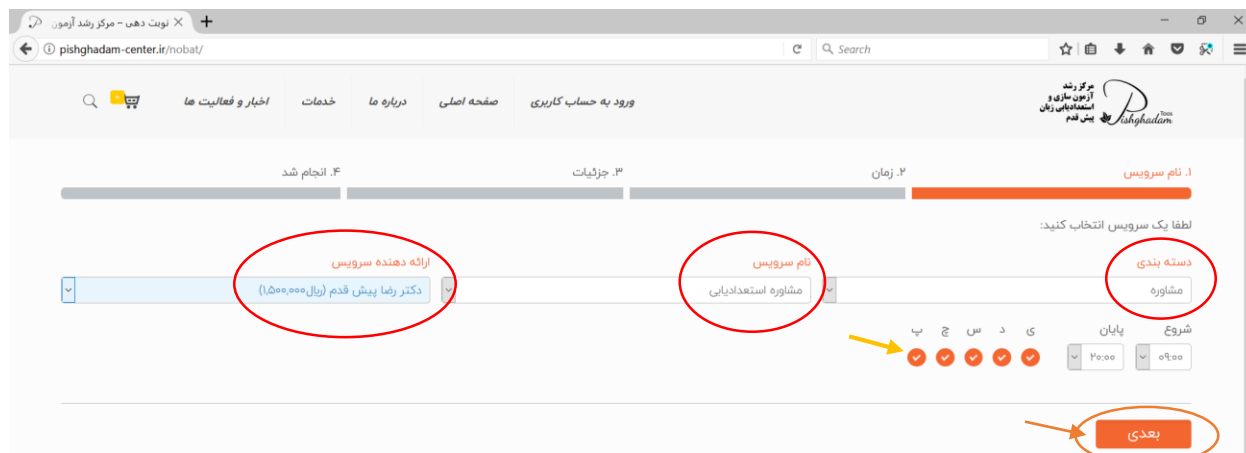 نوبت دهی – مرکز رشد آزمون
pishghadam-center.ir/nobat/
Search
مرکز رشد
آزمون سازی و
استعدادیابی زبان
پیش قدم
Toos
Pishghadam
ورود به حساب کاربری صفحه اصلی درباره ما خدمات اخبار و فعالیت ها
۱. نام سرویس ۲. زمان ۳. جزئیات ۴. انجام شد
لطفا یک سرویس انتخاب کنید:
دسته بندی نام سرویس ارائه دهنده سرویس
مشاوره مشاوره استعدادیابی دکتر رضا پیش قدم (ریال۱,۵۰۰,۰۰۰)
شروع پایان ی د س چ پ
۰۹:۰۰ ۲۰:۰۰
بعدی